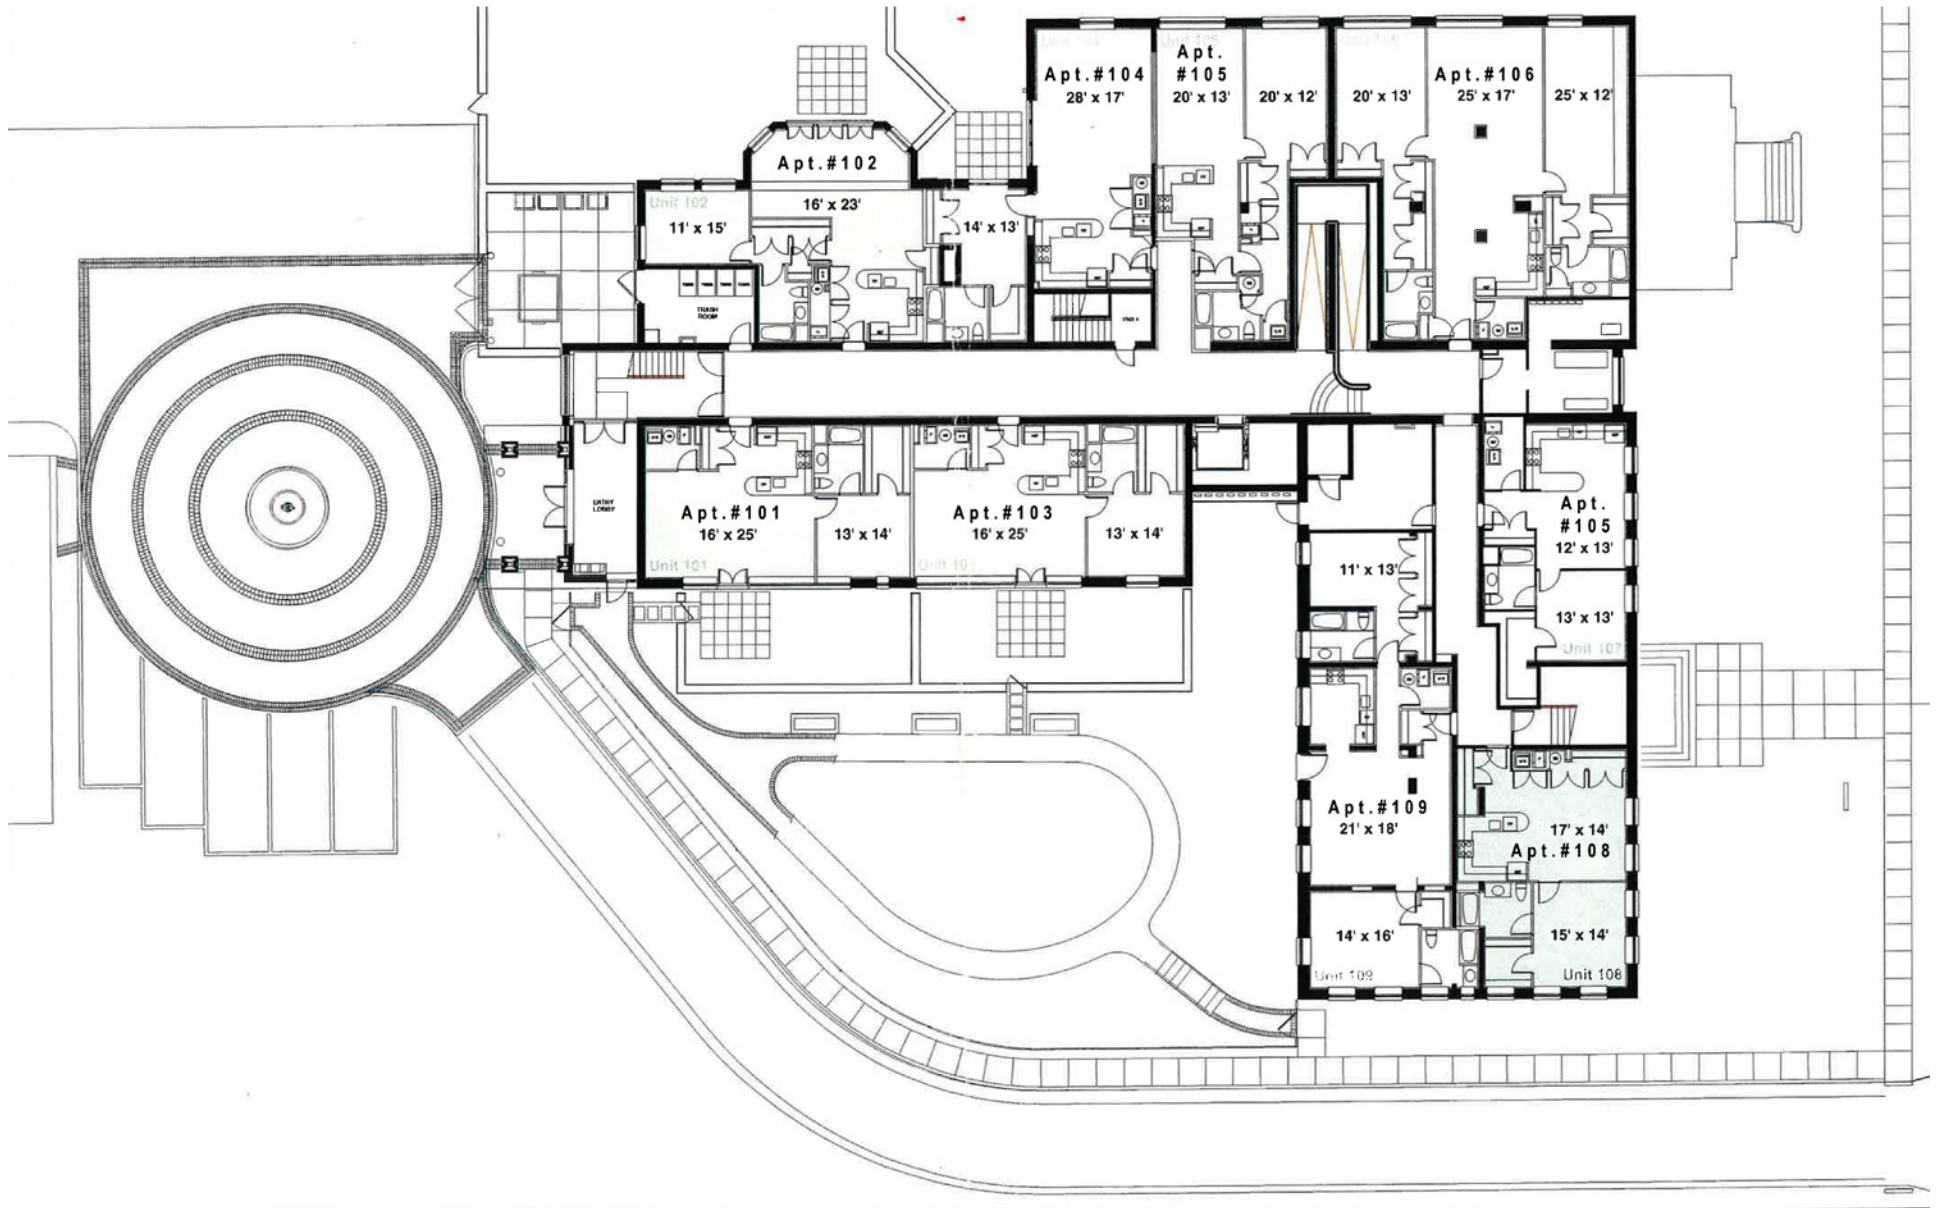 Unit 105
Apt.#104
28' x 17'
Apt.
#105
20' x 13'
20' x 12'
20' x 13'
Apt.#106
25' x 17'
25' x 12'
Apt.#102
16' x 23'
Unit 102
11' x 15'
14' x 13'
TRASH
ROOM
ENTRY
LOBBY
Apt.#101
16' x 25'
13' x 14'
Unit 101
Apt.#103
16' x 25'
13' x 14'
Apt.
#105
12' x 13'
13' x 13'
Unit 107
11' x 13'
Apt.#109
21' x 18'
14' x 16'
Unit 109
17' x 14'
Apt.#108
15' x 14'
Unit 108